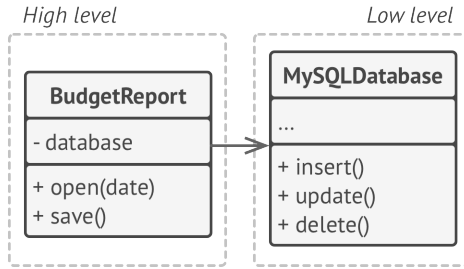 High level
BudgetReport
- database
+ open(date)
+ save()
Low level
MySQLDatabase
...
+ insert()
+ update()
+ delete()